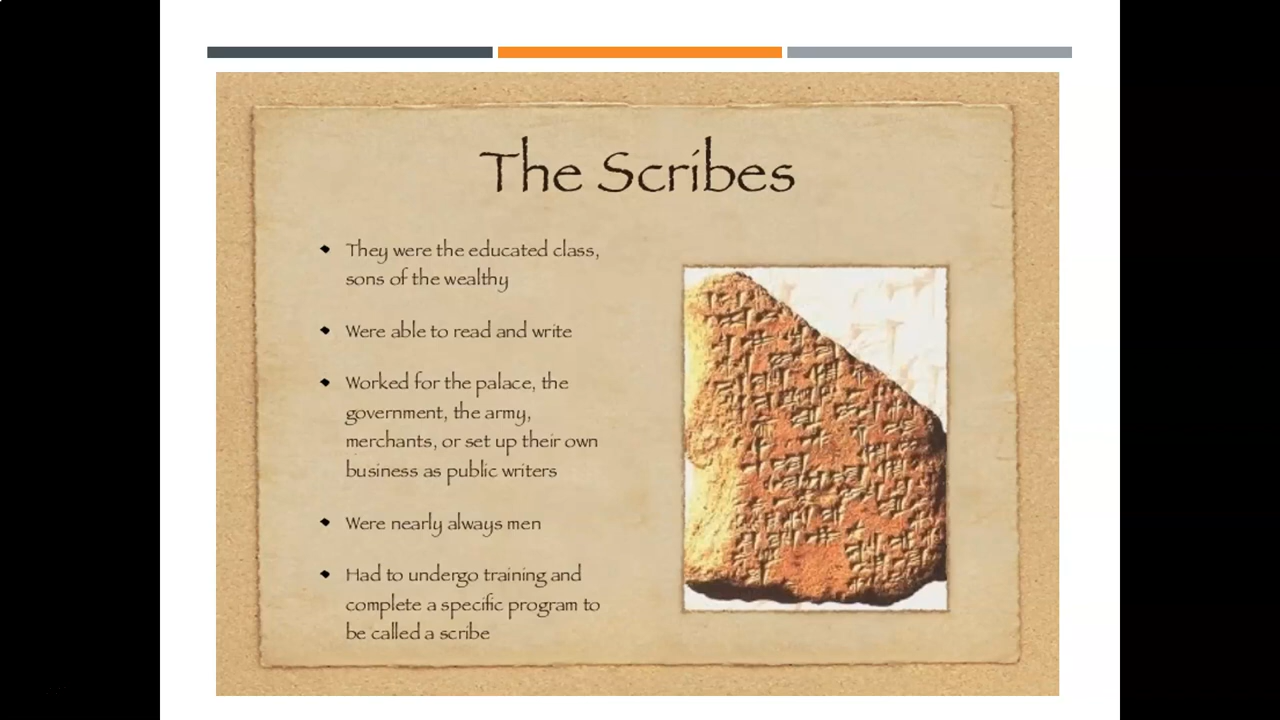 The Scribes
They were the educated class,
sons of the wealthy
Were able to read and write
Worked for the palace, the
government, the army,
merchants, or set up their own
business as public writers
Were nearly always men
Had to undergo training and
complete a specific program to
be called a scribe